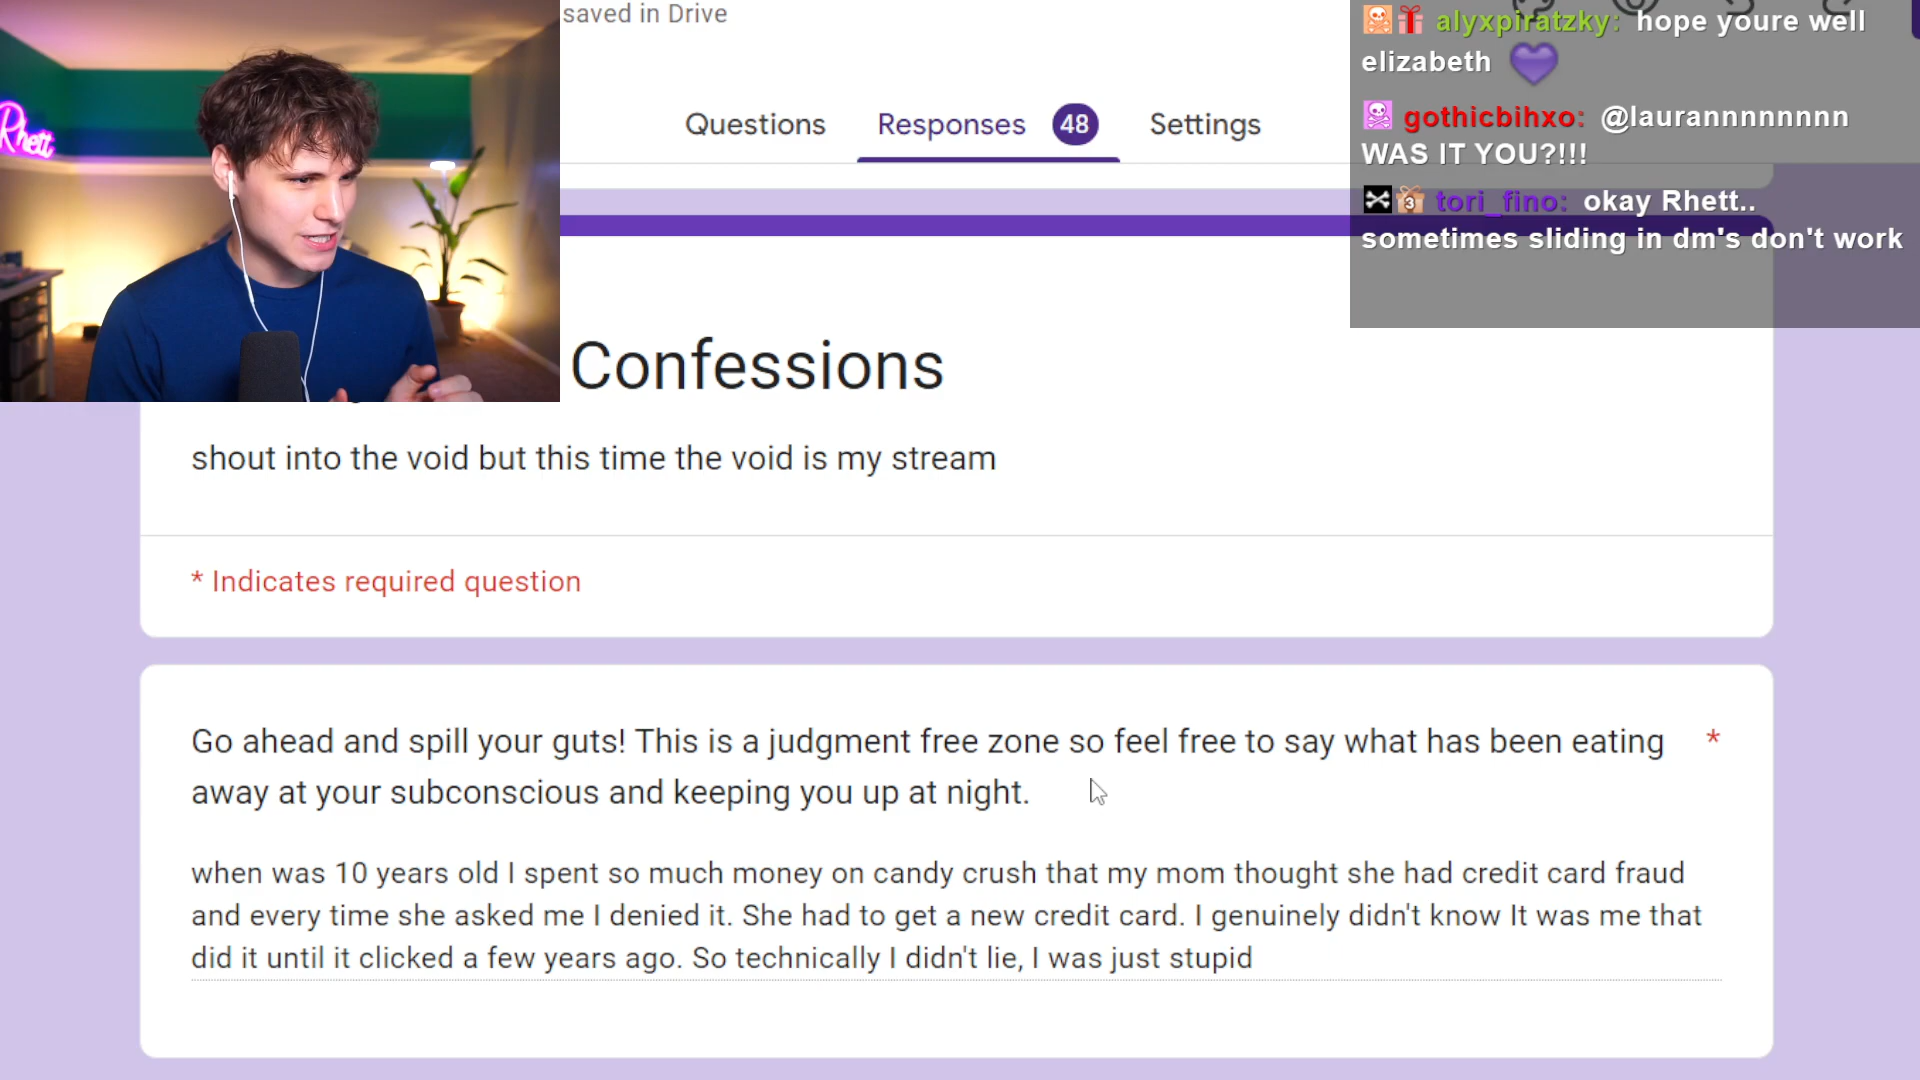 saved in Drive
Rhett
Questions Responses 48 Settings
alyxpiratzky: hope youre well
elizabeth
gothicbihxo: @laurannnnnnnn
WAS IT YOU?!!!
3 tori_fino: okay Rhett..
sometimes sliding in dm's don't work
Confessions
shout into the void but this time the void is my stream
* Indicates required question
Go ahead and spill your guts! This is a judgment free zone so feel free to say what has been eating *
away at your subconscious and keeping you up at night.
when was 10 years old I spent so much money on candy crush that my mom thought she had credit card fraud
and every time she asked me I denied it. She had to get a new credit card. I genuinely didn't know It was me that
did it until it clicked a few years ago. So technically I didn't lie, I was just stupid